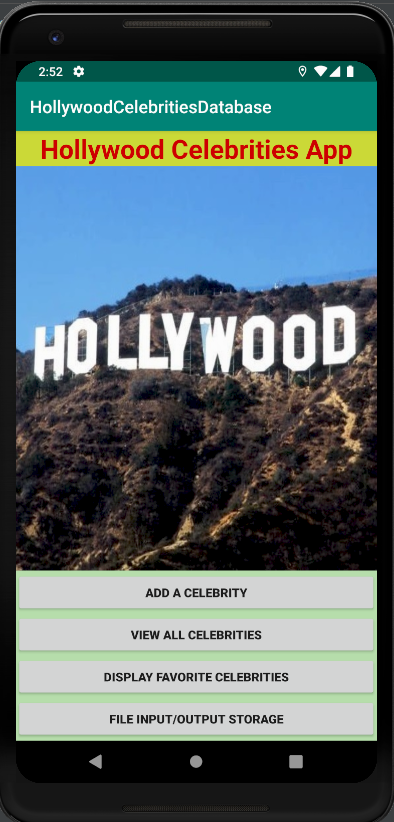 2:52
HollywoodCelebritiesDatabase
Hollywood Celebrities App
HOLLYWOOD
ADD A CELEBRITY
VIEW ALL CELEBRITIES
DISPLAY FAVORITE CELEBRITIES
FILE INPUT/OUTPUT STORAGE